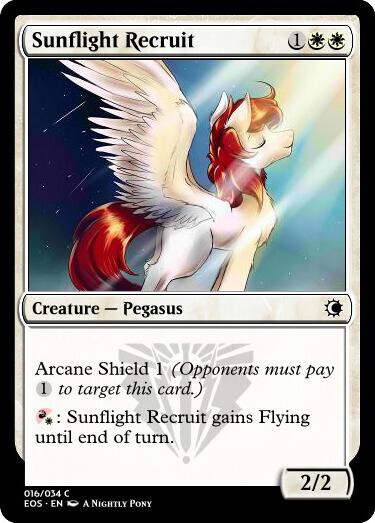 Sunflight Recruit 1
Creature — Pegasus
Arcane Shield 1 (Opponents must pay
1 to target this card.)
: Sunflight Recruit gains Flying
until end of turn.
2/2
016/034 C
EOS • EN A Nightly Pony